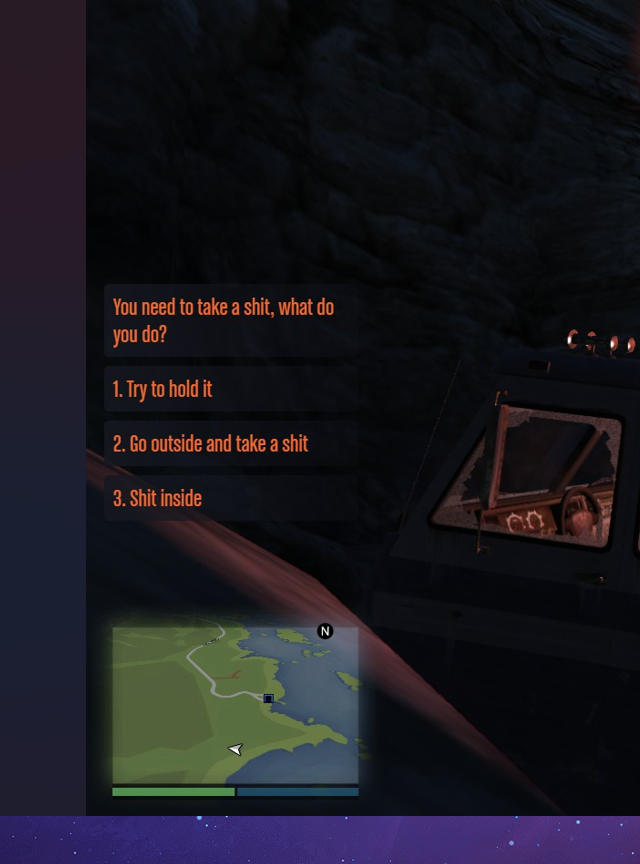 You need to take a shit, what do
you do?
1. Try to hold it
2. Go outside and take a shit
3. Shit inside
N